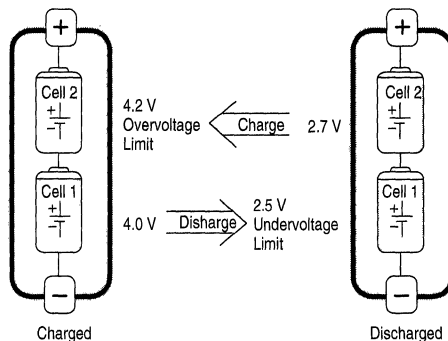 +
+
Cell 2
+
−
Cell 2
+
−
4.2 V
Overvoltage
Limit
Charge
2.7 V
Cell 1
+
−
Cell 1
+
−
4.0 V
Disharge
2.5 V
Undervoltage
Limit
−
−
Charged
Discharged